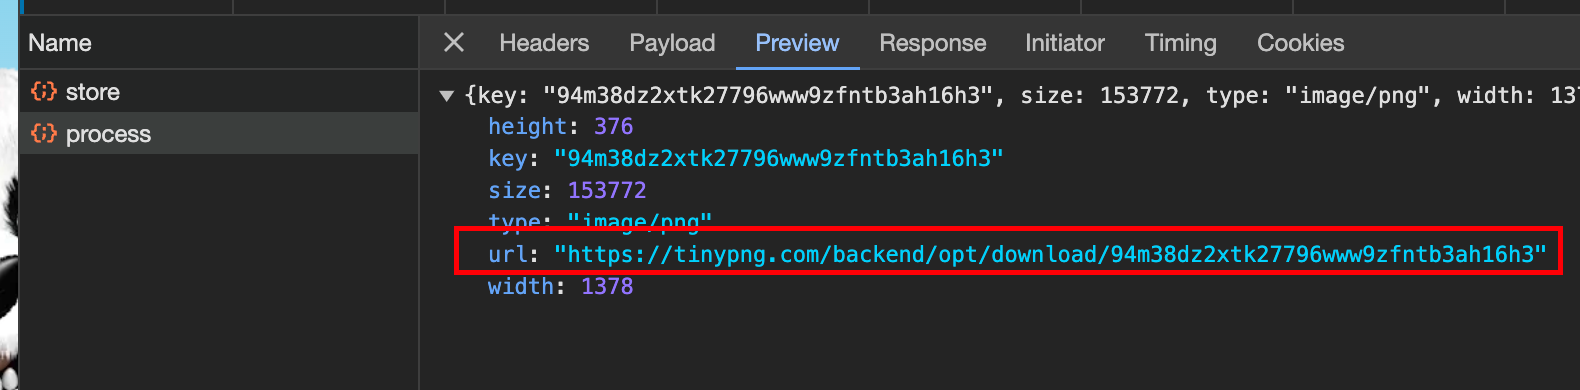 Name
Headers Payload Preview Response Initiator Timing Cookies
store
process
{key: "94m38dz2xtk27796www9zfntb3ah16h3", size: 153772, type: "image/png", width: 137
height: 376
key: "94m38dz2xtk27796www9zfntb3ah16h3"
size: 153772
type: "image/png"
url: "https://tinypng.com/backend/opt/download/94m38dz2xtk27796www9zfntb3ah16h3"
width: 1378